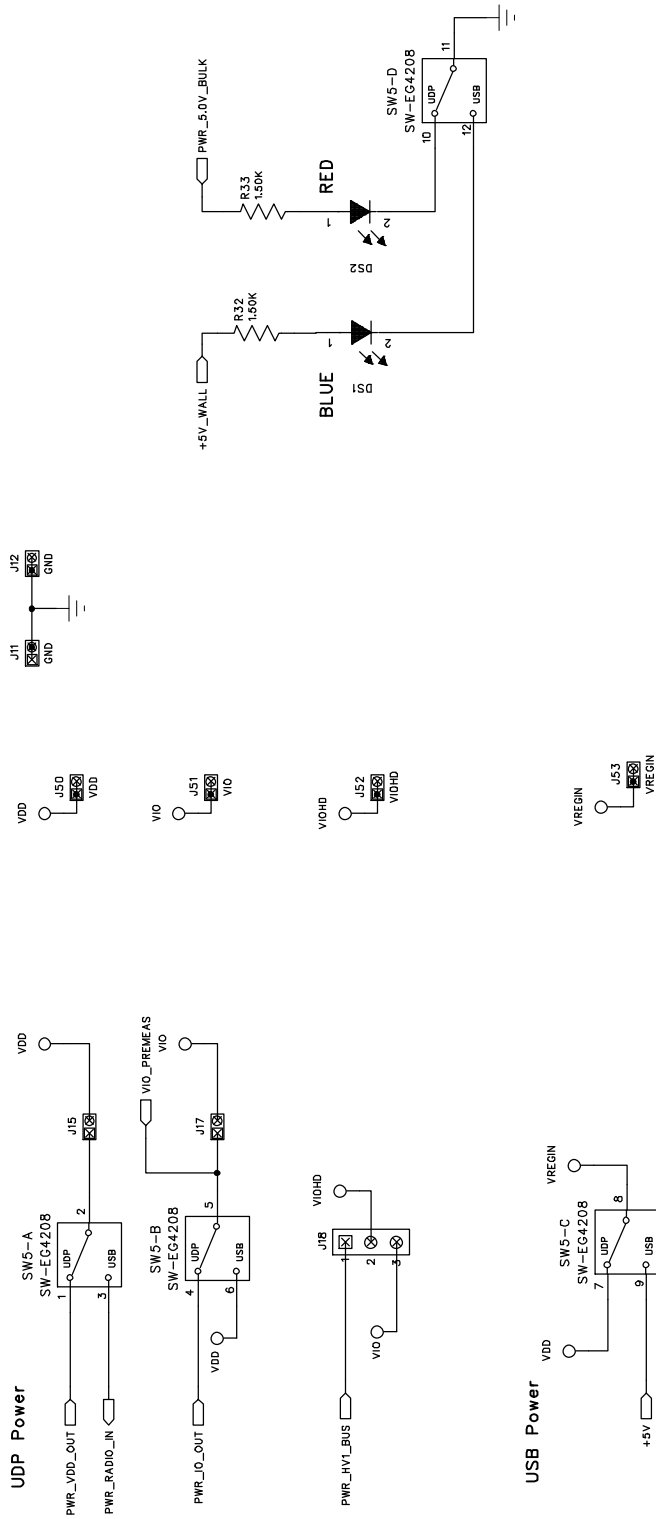 UDP Power
PWR_VDD_OUT
PWR_RADIO_IN
1
3
SW5-A
SW-EG4208
UDP
USB
2
J15
VDD
PWR_IO_OUT
VDD
4
6
SW5-B
SW-EG4208
UDP
USB
5
VIO_PREMEAS
J17
VIO
PWR_HV1_BUS
VIO
J18
1
2
3
VIOHD
USB Power
VDD
+5V
7
9
SW5-C
SW-EG4208
UDP
USB
8
VREGIN
VDD
J50
VDD
VIO
J51
VIO
VIOHD
J52
VIOHD
VREGIN
J53
VREGIN
J11
GND
J12
GND
+5V_WALL
R32
1.50K
BLUE
1
2
DS1
PWR_5.0V_BULK
R33
1.50K
RED
1
2
DS2
SW5-D
SW-EG4208
10
12
UDP
USB
11